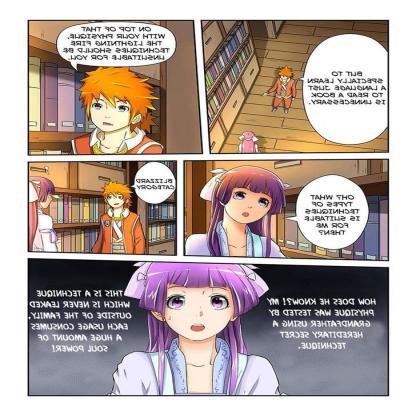 BUT TO
SPECIALLY LEARN
A LANGUAGE JUST
TO READ A BOOK
IS UNNECESSARY.
ON TOP OF THAT,
WITH YOUR PHYSIQUE,
THE LIGHTNING FIRE
TECHNIQUES SHOULD BE
UNSUITABLE FOR YOU.
OH? WHAT
TYPES OF
TECHNIQUES
IS SUITABLE
FOR ME
THEN?
BLIZZARD
CATEGORY
HOW DOES HE KNOW?! MY
PHYSIQUE WAS TESTED BY
GRANDFATHER USING A
HEREDITARY SECRET
TECHNIQUE.
THIS IS A TECHNIQUE
WHICH IS NEVER LEAKED
OUTSIDE OF THE FAMILY.
EACH USAGE CONSUMES
A HUGE AMOUNT OF
SOUL POWER!